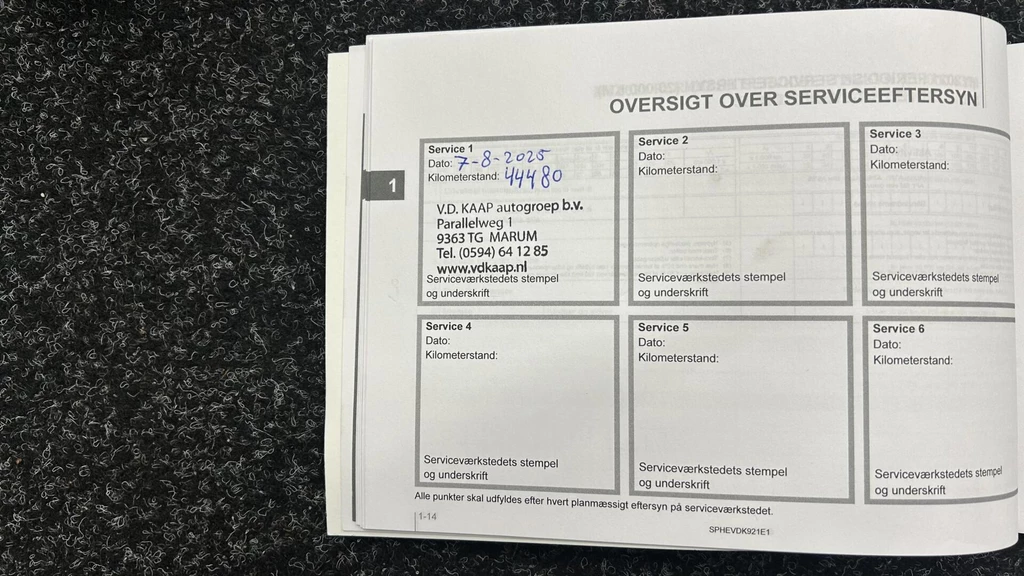 OVERSIGT OVER SERVICEEFTERSYN
1
Service 1
Dato: 7-8-2025
Kilometerstand: 44480
V.D. KAAP autogroep b.v.
Parallelweg 1
9363 TG MARUM
Tel. (0594) 64 12 85
www.vdkaap.nl
Serviceværkstedets stempel
og underskrift
Service 2
Dato:
Kilometerstand:
Serviceværkstedets stempel
og underskrift
Service 3
Dato:
Kilometerstand:
Serviceværkstedets stempel
og underskrift
Service 4
Dato:
Kilometerstand:
Serviceværkstedets stempel
og underskrift
Service 5
Dato:
Kilometerstand:
Serviceværkstedets stempel
og underskrift
Service 6
Dato:
Kilometerstand:
Serviceværkstedets stempel
og underskrift
Alle punkter skal udfyldes efter hvert planmæssigt eftersyn på serviceværkstedet.
1-14
SPHEVDK921E1